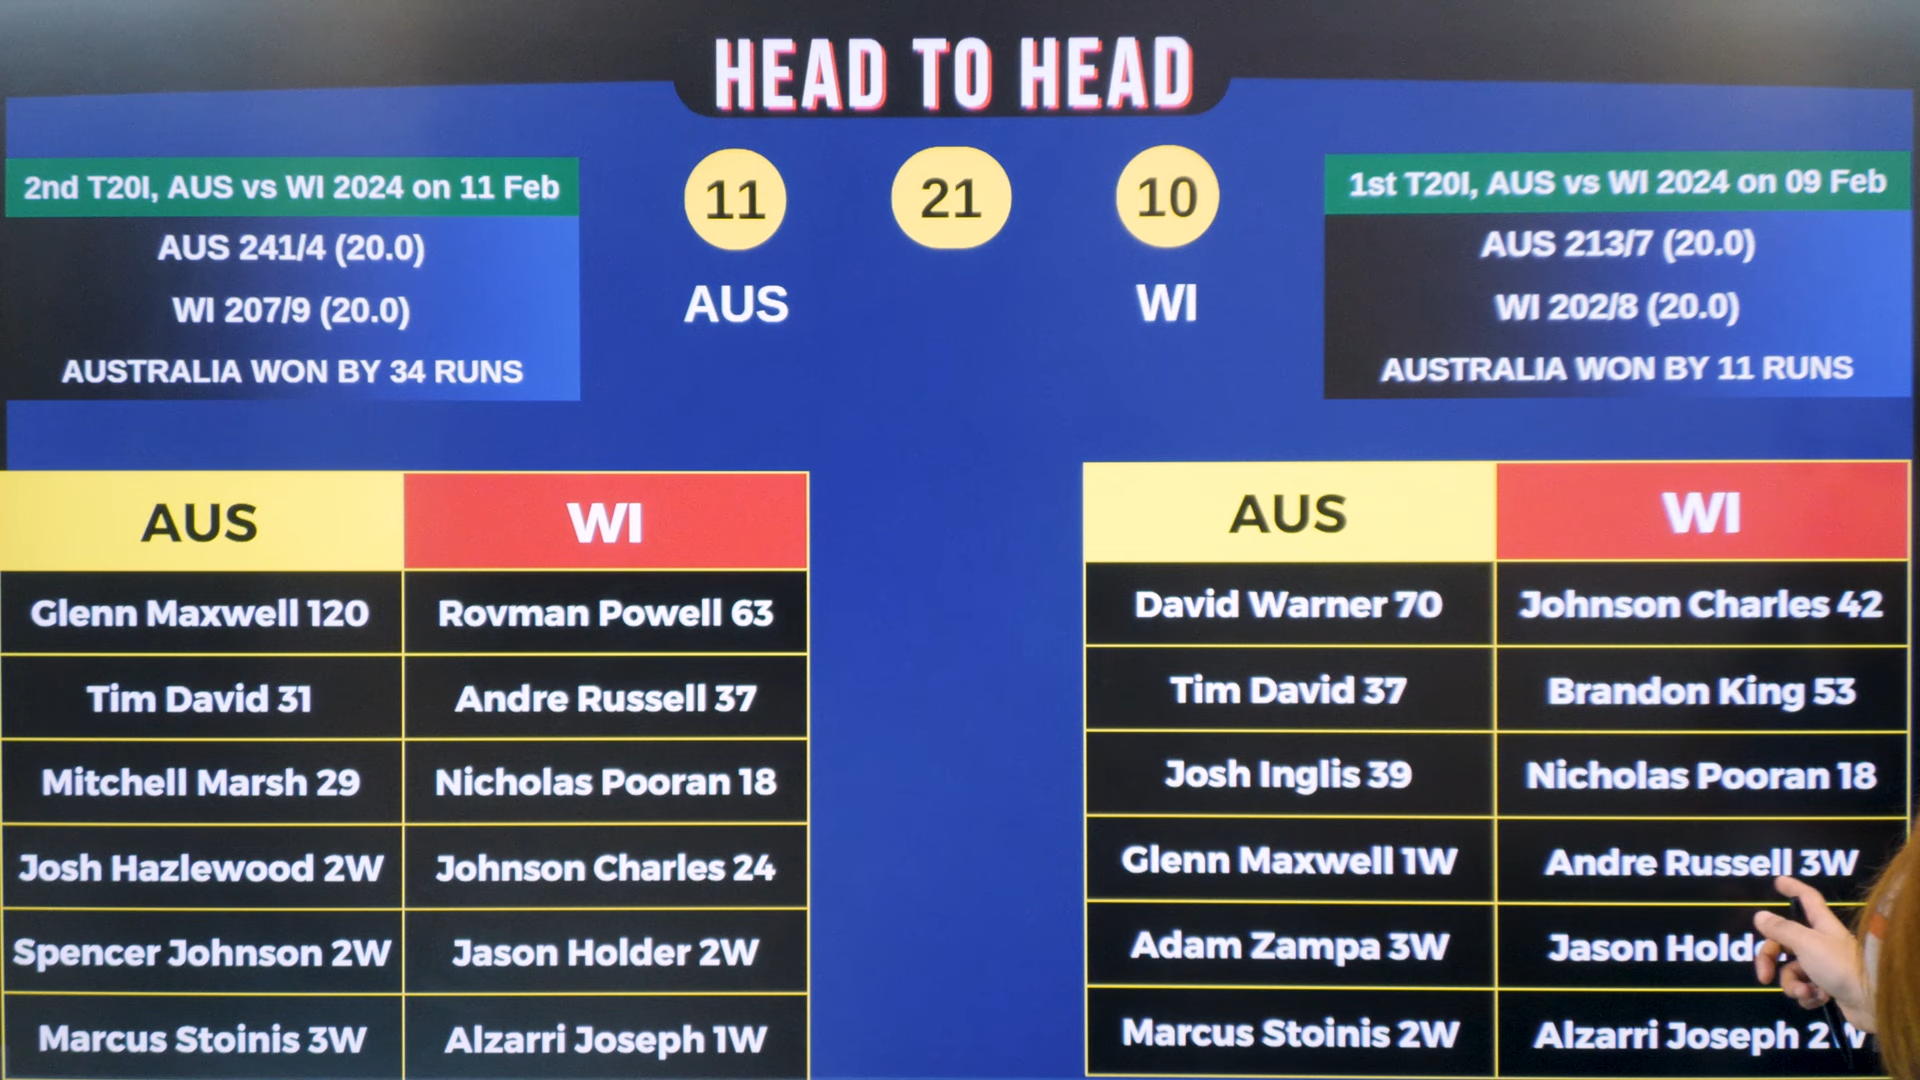 HEAD TO HEAD
2nd T20I, AUS vs WI 2024 on 11 Feb
AUS 241/4 (20.0)
WI 207/9 (20.0)
AUSTRALIA WON BY 34 RUNS
11 21 10
AUS WI
1st T20I, AUS vs WI 2024 on 09 Feb
AUS 213/7 (20.0)
WI 202/8 (20.0)
AUSTRALIA WON BY 11 RUNS
AUS WI
Glenn Maxwell 120 Rovman Powell 63
Tim David 31 Andre Russell 37
Mitchell Marsh 29 Nicholas Pooran 18
Josh Hazlewood 2W Johnson Charles 24
Spencer Johnson 2W Jason Holder 2W
Marcus Stoinis 3W Alzarri Joseph 1W
AUS WI
David Warner 70 Johnson Charles 42
Tim David 37 Brandon King 53
Josh Inglis 39 Nicholas Pooran 18
Glenn Maxwell 1W Andre Russell 3W
Adam Zampa 3W Jason
Marcus Stoinis 2W Alzarri Joseph 2W